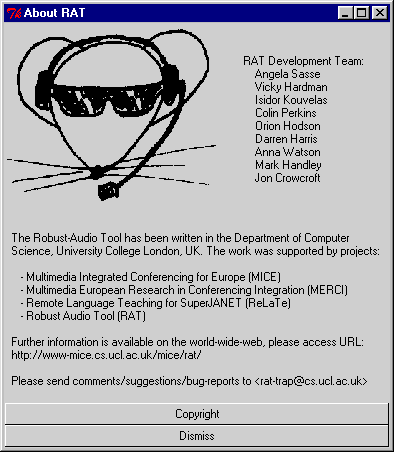 About RAT
RAT Development Team:
Angela Sasse
Vicky Hardman
Isidor Kouvelas
Colin Perkins
Orion Hodson
Darren Harris
Anna Watson
Mark Handley
Jon Crowcroft
The Robust-Audio Tool has been written in the Department of Computer
Science, University College London, UK. The work was supported by projects:
- Multimedia Integrated Conferencing for Europe (MICE)
- Multimedia European Research in Conferencing Integration (MERCI)
- Remote Language Teaching for SuperJANET (ReLaTe)
- Robust Audio Tool (RAT)
Further information is available on the world-wide-web, please access URL:
http://www-mice.cs.ucl.ac.uk/mice/rat/
Please send comments/suggestions/bug-reports to <rat-trap@cs.ucl.ac.uk>
Copyright
Dismiss